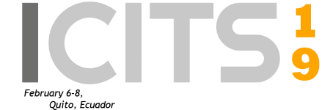 ICITS
19
February 6-8,
Quito, Ecuador